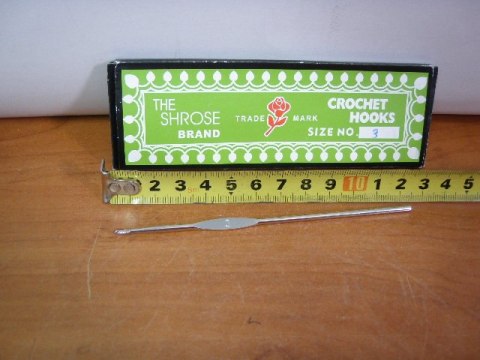 THE
SHROSE
BRAND
TRADE MARK
CROCHET
HOOKS
SIZE NO. 3
2 3 4 5 6 7 8 9 10 1 2 3 4 5